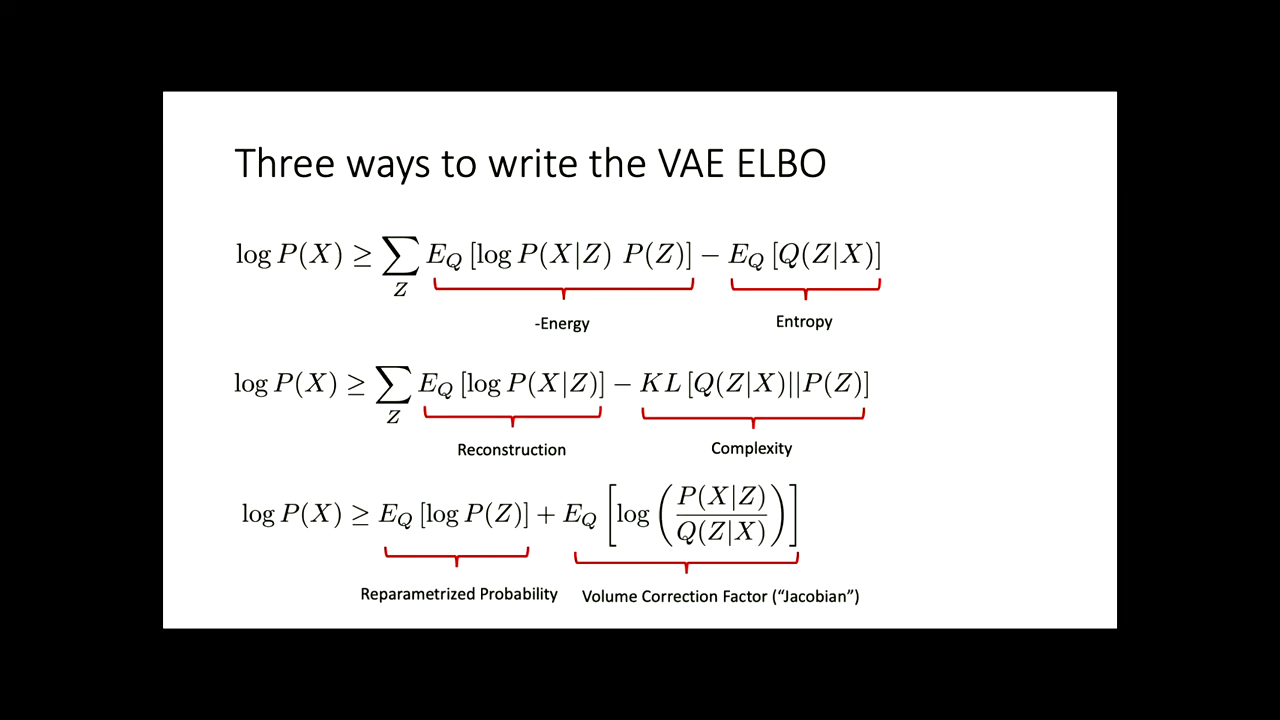 Three ways to write the VAE ELBO
log P(X) ≥ ∑_Z E_Q [log P(X|Z) P(Z)] − E_Q [Q(Z|X)]
-Energy Entropy
log P(X) ≥ ∑_Z E_Q [log P(X|Z)] − KL [Q(Z|X)||P(Z)]
Reconstruction Complexity
log P(X) ≥ E_Q [log P(Z)] + E_Q [log (P(X|Z) / Q(Z|X))]
Reparametrized Probability Volume Correction Factor (“Jacobian”)